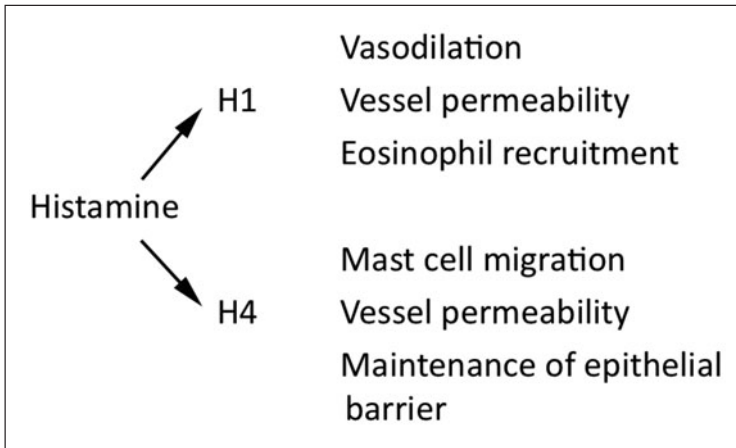 Vasodilation
H1 Vessel permeability
Eosinophil recruitment
Histamine
Mast cell migration
H4 Vessel permeability
Maintenance of epithelial
barrier